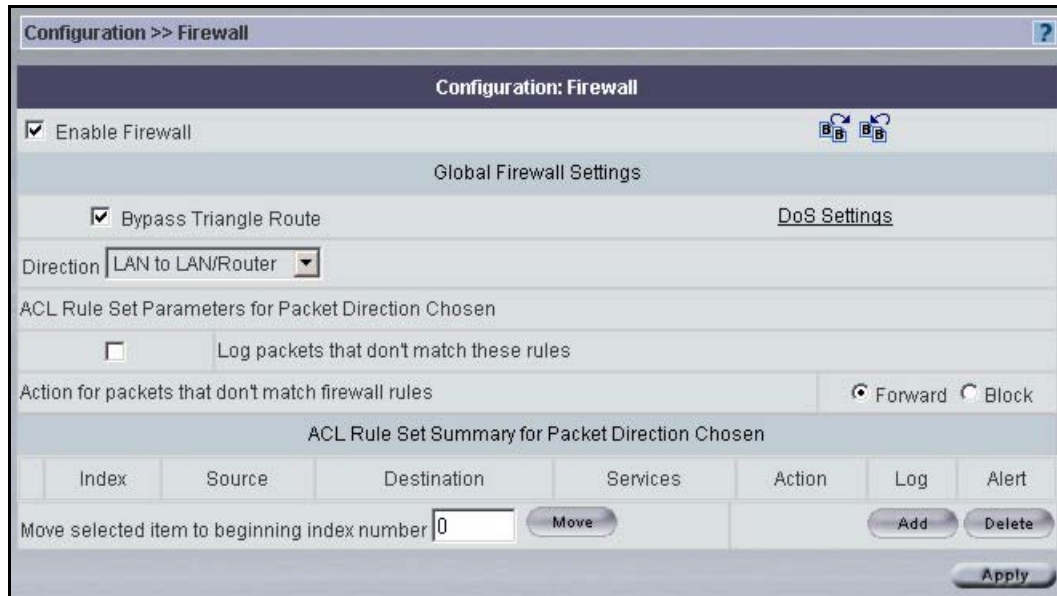 Configuration >> Firewall ?
Configuration: Firewall
Enable Firewall B B B B
Global Firewall Settings
Bypass Triangle Route DoS Settings
Direction LAN to LAN/Router
ACL Rule Set Parameters for Packet Direction Chosen
Log packets that don't match these rules
Action for packets that don't match firewall rules Forward Block
ACL Rule Set Summary for Packet Direction Chosen
Index Source Destination Services Action Log Alert
Move selected item to beginning index number 0 Move Add Delete
Apply